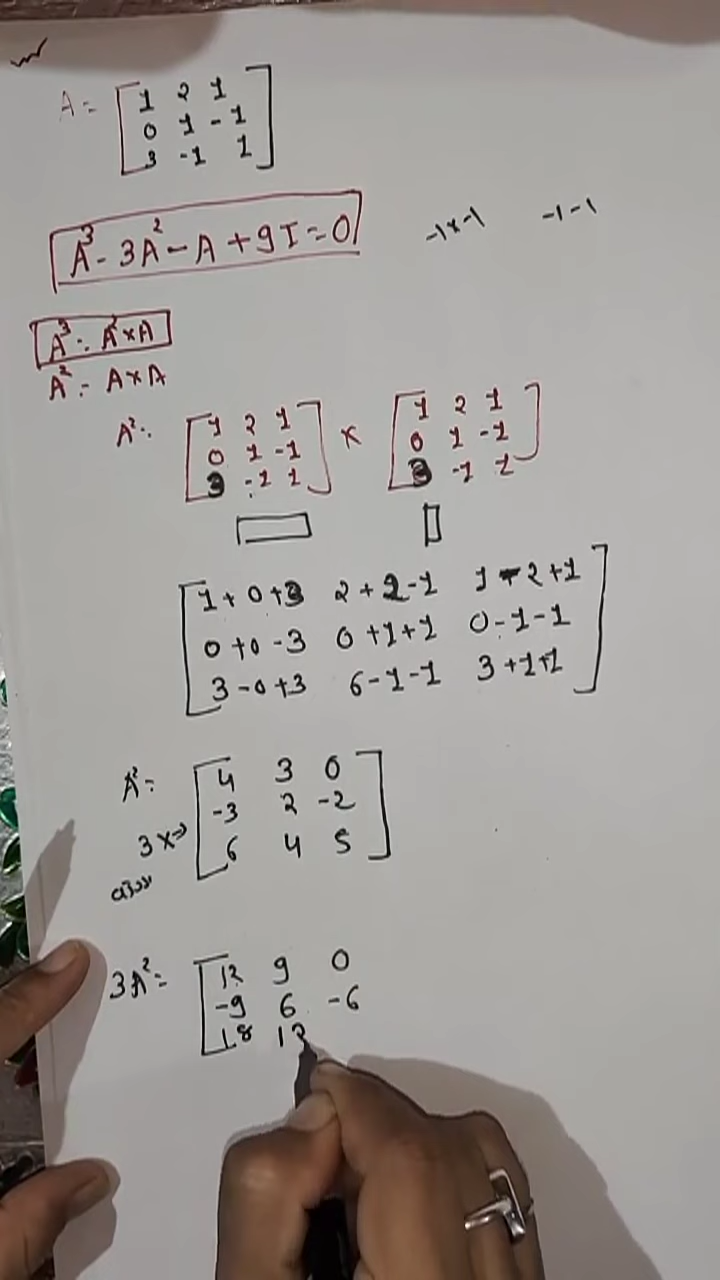 A = [1 2 1
0 1 -1
3 -1 1]
A³ - 3A² - A + 9I = 0
-1×-1 -1-1
A³ = A²×A
A² = A×A
A² = [1 2 1 0 1 -1 3 -1 1] × [1 2 1 0 1 -1 3 -1 1]
[1+0+3 2+2-1 1-2+1
0+0-3 0+1+1 0-1-1
3-0+3 6-1-1 3+1+1]
A² = [4 3 0
-3 2 -2
3×⇒ 6 4 5]
3A² = [12 9 0
-9 6 -6
18 12